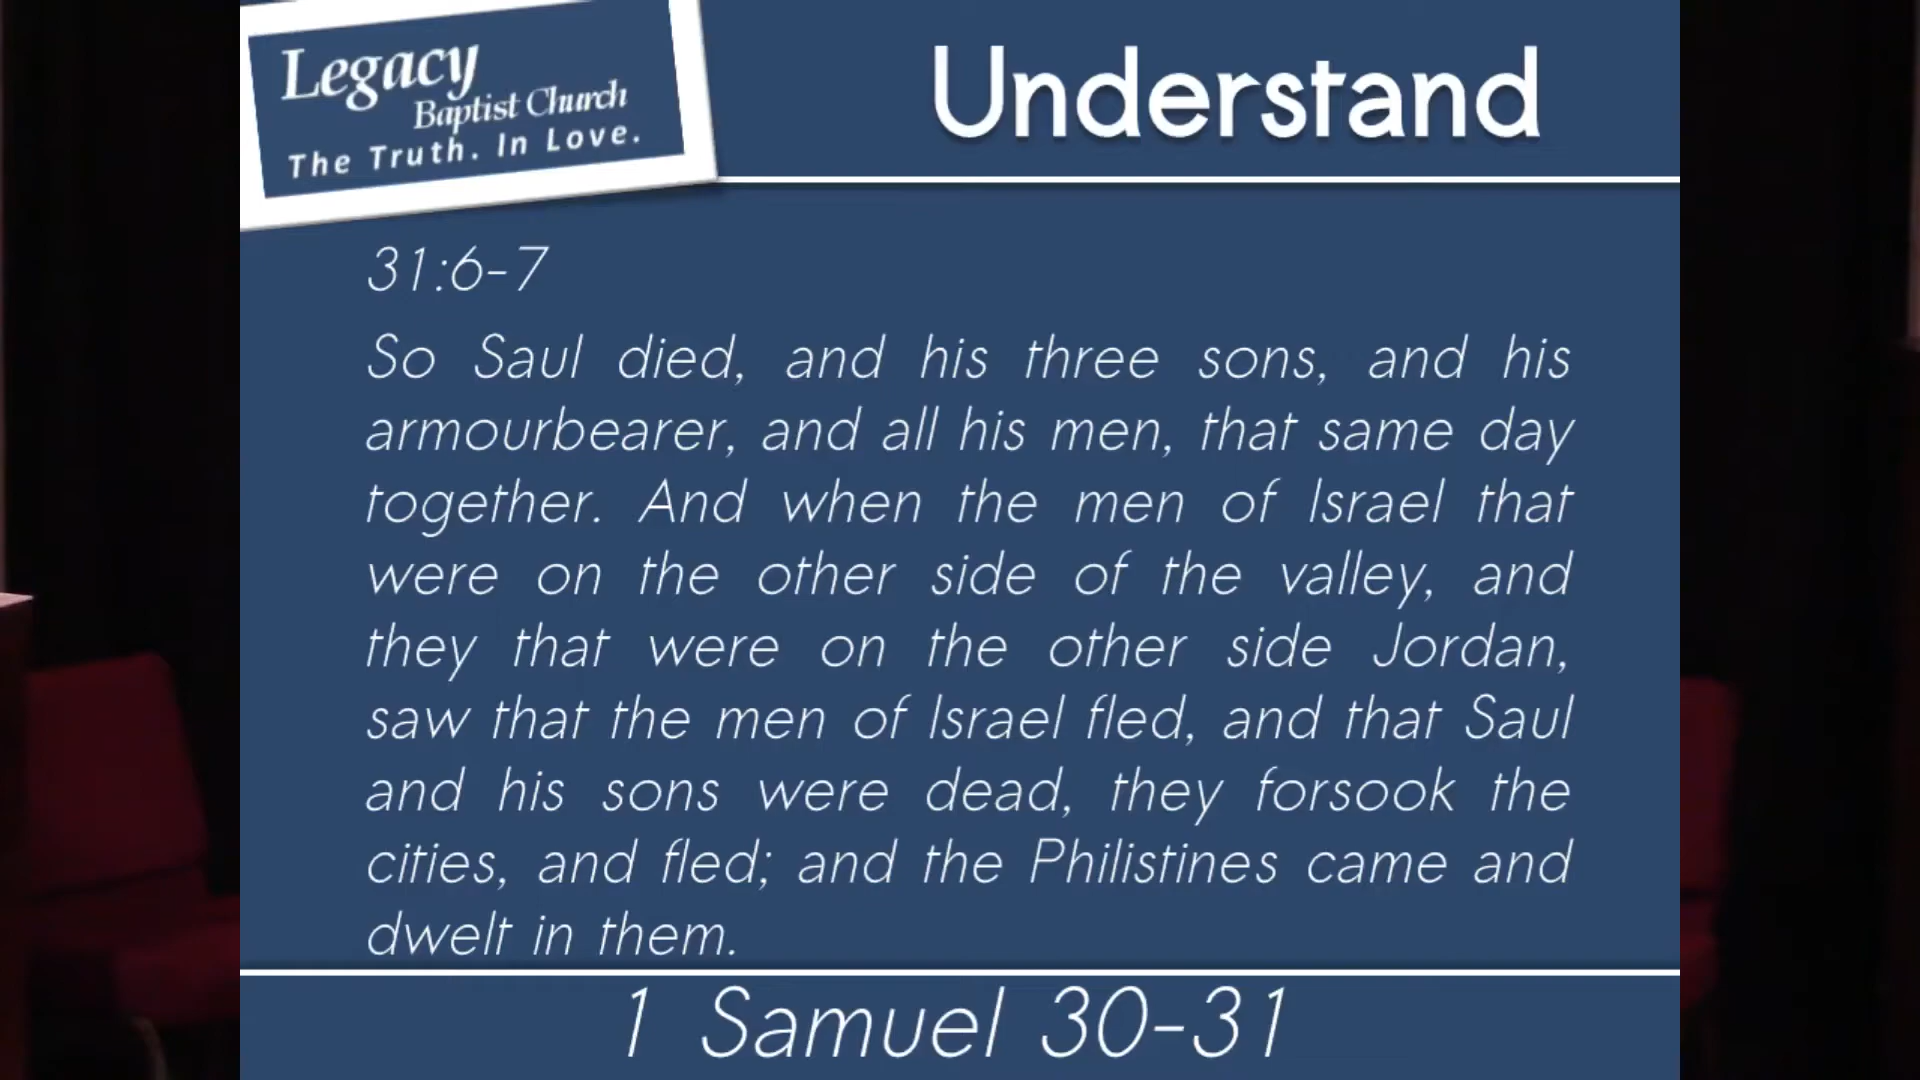 Legacy
Baptist Church
The Truth. In Love.
Understand
31:6-7
So Saul died, and his three sons, and his
armourbearer, and all his men, that same day
together. And when the men of Israel that
were on the other side of the valley, and
they that were on the other side Jordan,
saw that the men of Israel fled, and that Saul
and his sons were dead, they forsook the
cities, and fled; and the Philistines came and
dwelt in them.
1 Samuel 30-31